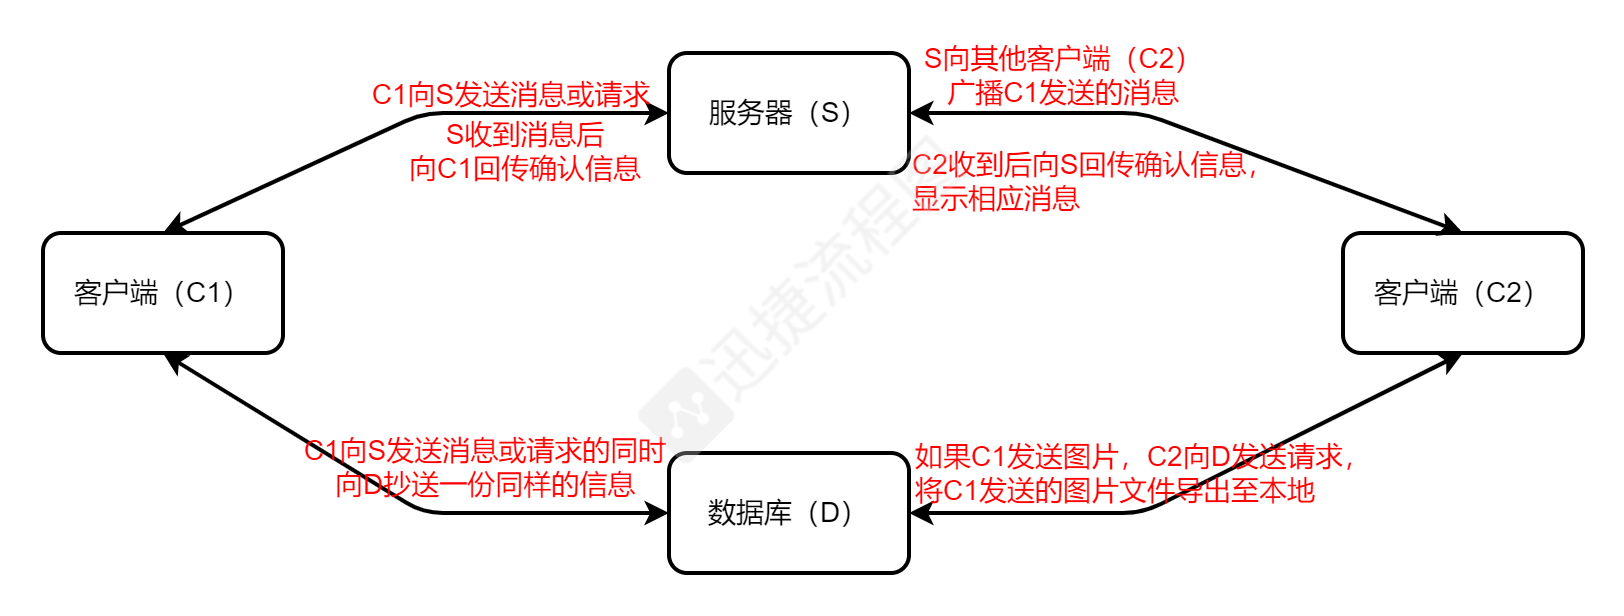 S向其他客户端（C2）
广播C1发送的消息
C1向S发送消息或请求
服务器（S）
S收到消息后
向C1回传确认信息
C2收到后向S回传确认信息，
显示相应消息
客户端（C1）
客户端（C2）
迅捷流程图
C1向S发送消息或请求的同时
向D抄送一份同样的信息
如果C1发送图片，C2向D发送请求，
将C1发送的图片文件导出至本地
数据库（D）